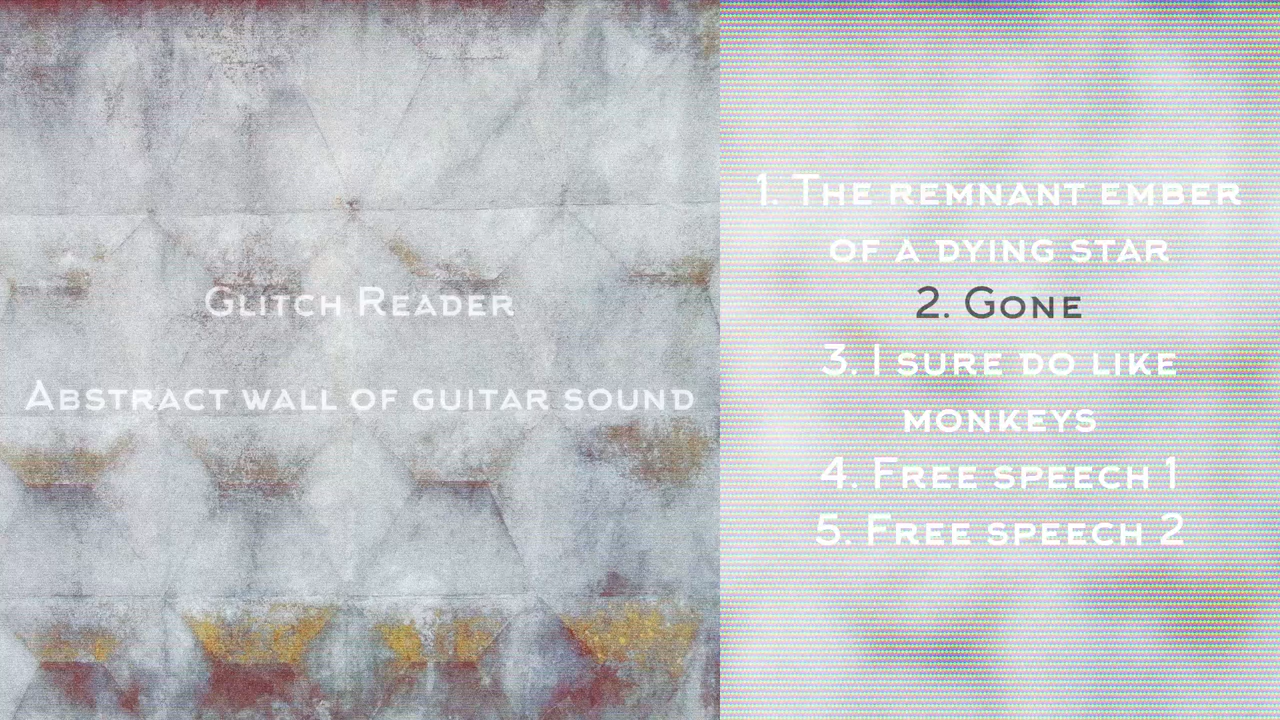 Glitch Reader
Abstract wall of guitar sound
1. The remnant ember
of a dying star
2. Gone
3. I sure do like
monkeys
4. Free speech 1
5. Free speech 2